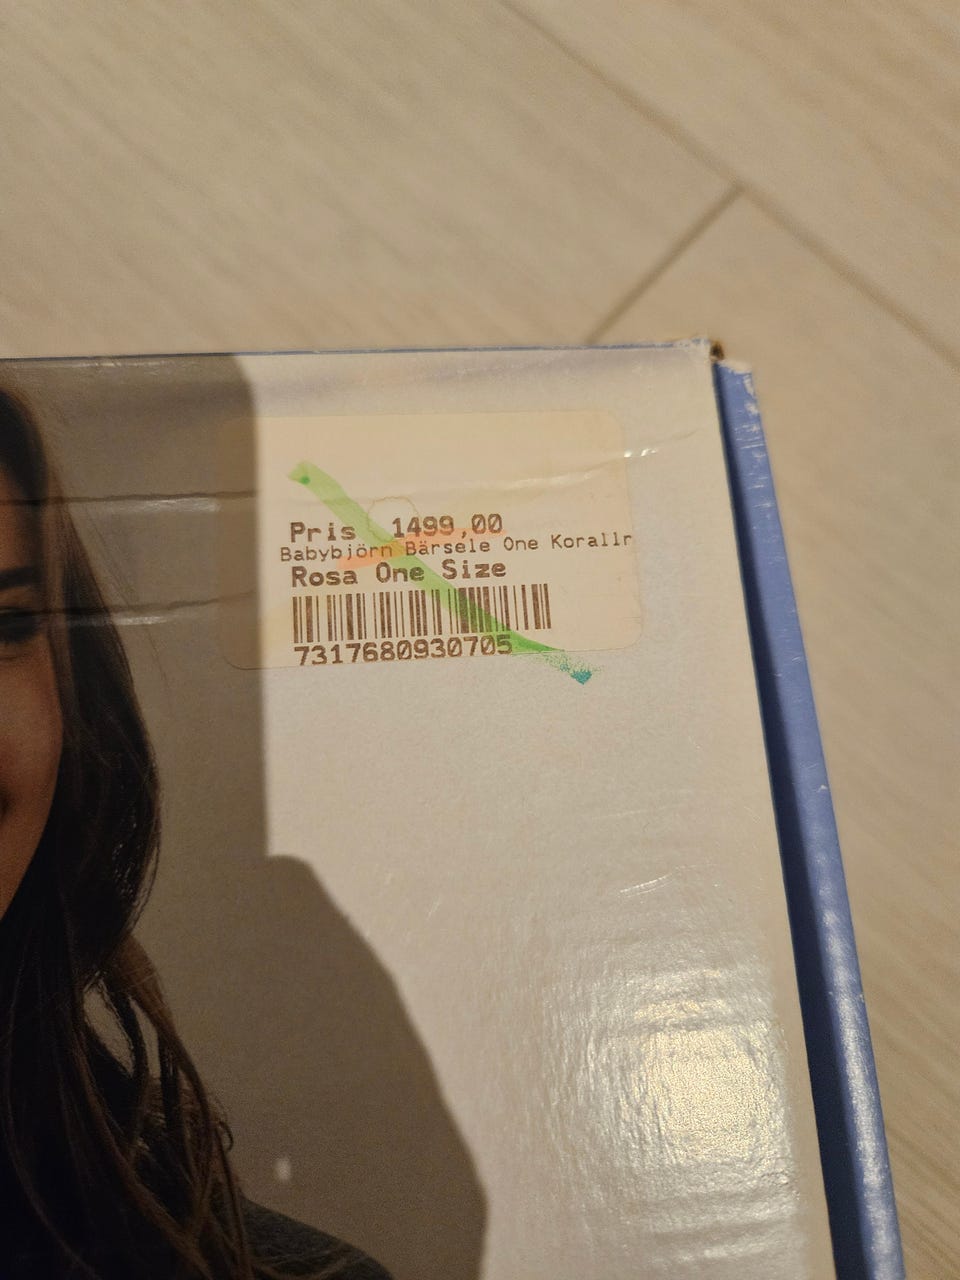 Pris 1499,00
Babybjörn Bärsele One Korallr
Rosa One Size
7317680930705